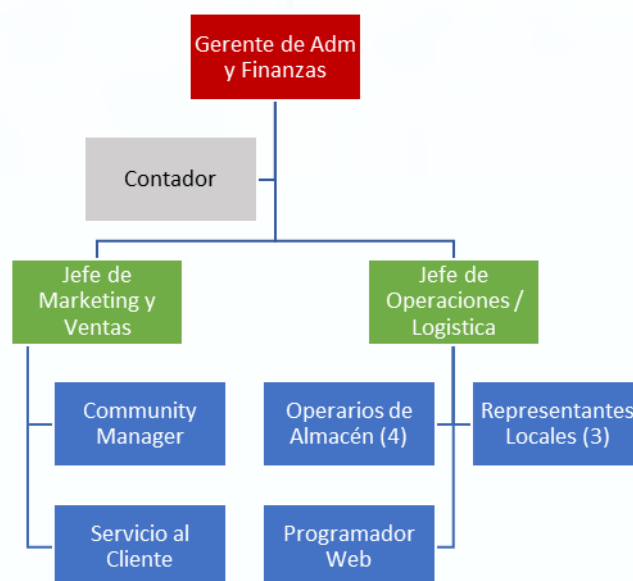 Gerente de Adm
y Finanzas
Contador
Jefe de
Marketing y
Ventas
Jefe de
Operaciones /
Logistica
Community
Manager
Operarios de
Almacén (4)
Representantes
Locales (3)
Servicio al
Cliente
Programador
Web